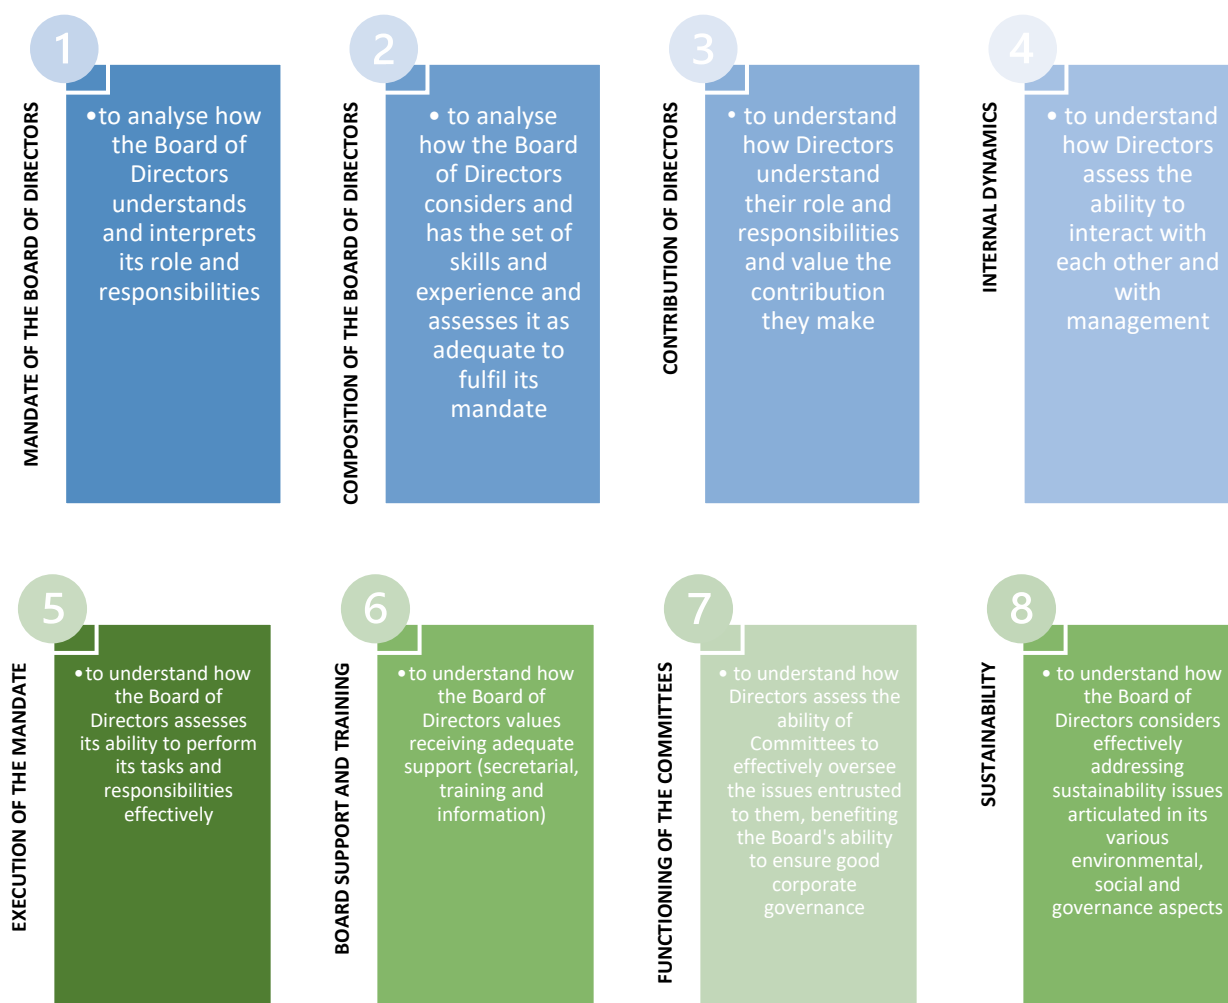 1
MANDATE OF THE BOARD OF DIRECTORS
•to analyse how
the Board of
Directors
understands
and interprets
its role and
responsibilities
2
COMPOSITION OF THE BOARD OF DIRECTORS
• to analyse
how the Board
of Directors
considers and
has the set of
skills and
experience and
assesses it as
adequate to
fulfil its
mandate
3
CONTRIBUTION OF DIRECTORS
• to understand
how Directors
understand
their role and
responsibilities
and value the
contribution
they make
4
INTERNAL DYNAMICS
• to understand
how Directors
assess the
ability to
interact with
each other and
with
management
5
EXECUTION OF THE MANDATE
•to understand how
the Board of
Directors assesses
its ability to perform
its tasks and
responsibilities
effectively
6
BOARD SUPPORT AND TRAINING
•to understand how
the Board of
Directors values
receiving adequate
support (secretarial,
training and
information)
7
FUNCTIONING OF THE COMMITTEES
• to understand how
Directors assess the
ability of
Committees to
effectively oversee
the issues entrusted
to them, benefiting
the Board's ability
to ensure good
corporate
governance
8
SUSTAINABILITY
• to understand how
the Board of
Directors considers
effectively
addressing
sustainability issues
articulated in its
various
environmental,
social and
governance aspects